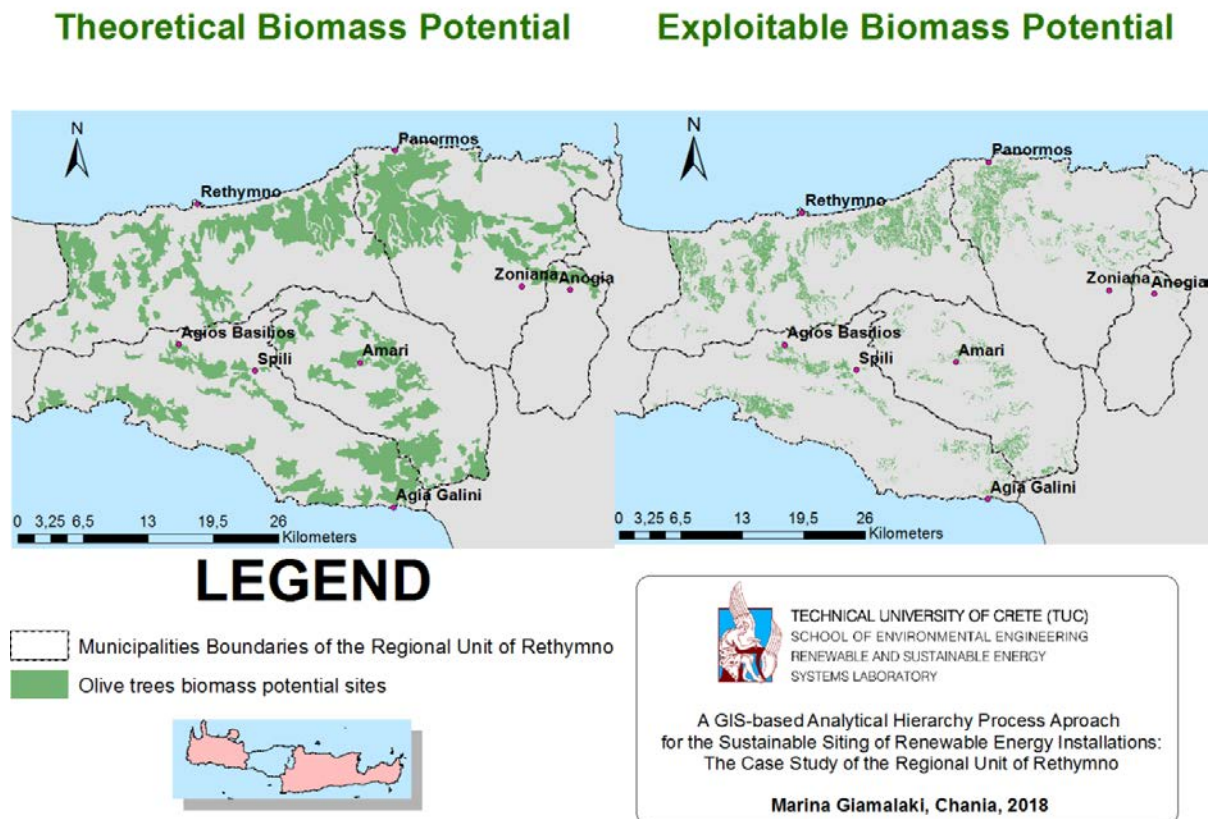 Theoretical Biomass Potential
Exploitable Biomass Potential
N
Panormos
Rethymno
Zoniana
Anogia
Agios Basilios
Spili
Amari
Agia Galini
0 3,25 6,5 13 19,5 26
Kilometers
N
Panormos
Rethymno
Zoniana
Anogia
Agios Basilios
Spili
Amari
Agia Galini
0 3,25 6,5 13 19,5 26
Kilometers
LEGEND
Municipalities Boundaries of the Regional Unit of Rethymno
Olive trees biomass potential sites
TECHNICAL UNIVERSITY OF CRETE (TUC)
SCHOOL OF ENVIRONMENTAL ENGINEERING
RENEWABLE AND SUSTAINABLE ENERGY
SYSTEMS LABORATORY
A GIS-based Analytical Hierarchy Process Aproach
for the Sustainable Siting of Renewable Energy Installations:
The Case Study of the Regional Unit of Rethymno
Marina Giamalaki, Chania, 2018